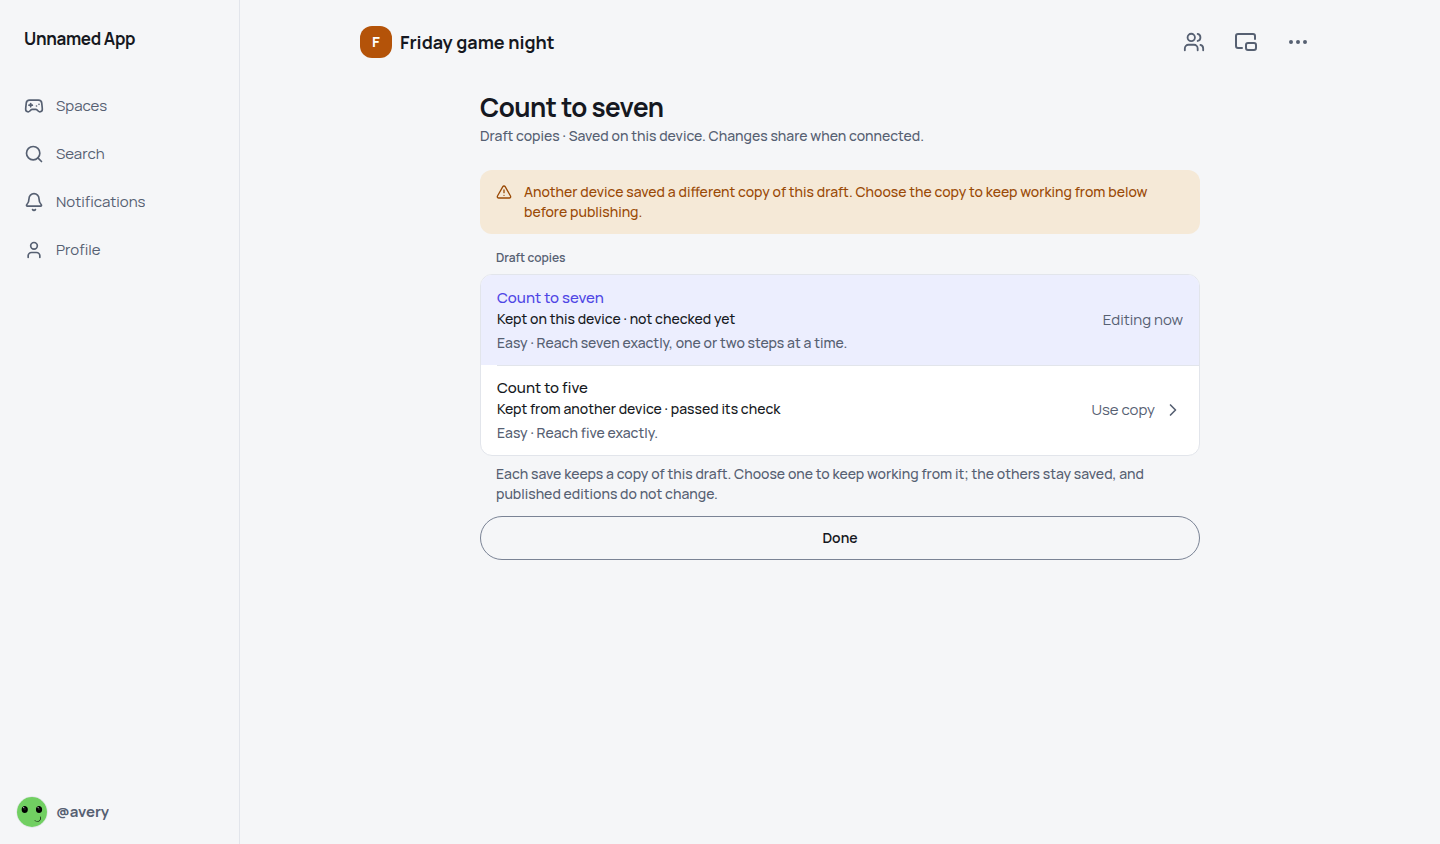 Unnamed App
Spaces
Search
Notifications
Profile
@avery
F
Friday game night
Count to seven
Draft copies · Saved on this device. Changes share when connected.
Another device saved a different copy of this draft. Choose the copy to keep working from below
before publishing.
Draft copies
Count to seven
Kept on this device · not checked yet
Easy · Reach seven exactly, one or two steps at a time.
Editing now
Count to five
Kept from another device · passed its check
Easy · Reach five exactly.
Use copy
Each save keeps a copy of this draft. Choose one to keep working from it; the others stay saved, and
published editions do not change.
Done